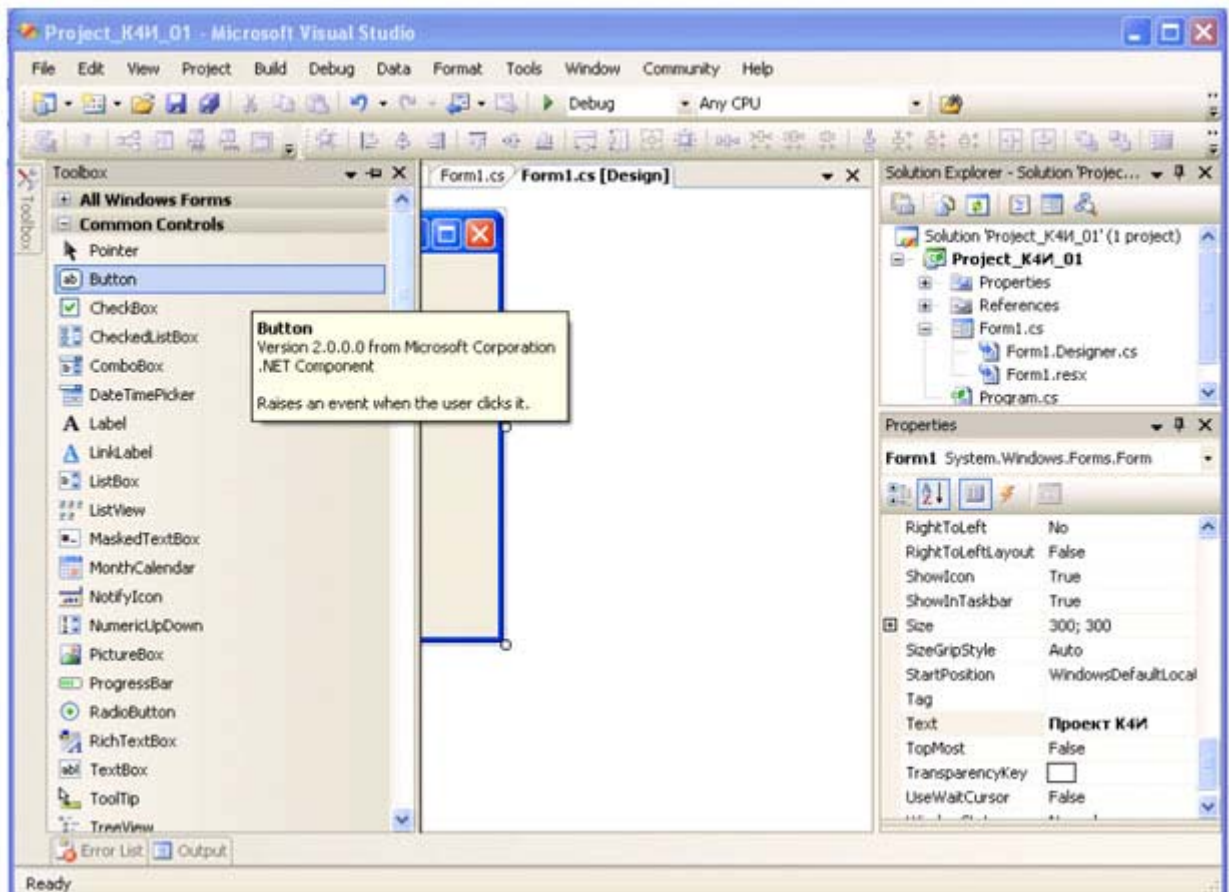 Project_К4И_01 - Microsoft Visual Studio
File Edit View Project Build Debug Data Format Tools Window Community Help
Debug Any CPU
Toolbox
Toolbox
All Windows Forms
Common Controls
Pointer
Button
CheckBox
CheckedListBox
ComboBox
DateTimePicker
Label
LinkLabel
ListBox
ListView
MaskedTextBox
MonthCalendar
NotifyIcon
NumericUpDown
PictureBox
ProgressBar
RadioButton
RichTextBox
TextBox
ToolTip
TreeView
Form1.cs Form1.cs [Design]
Button
Version 2.0.0.0 from Microsoft Corporation
.NET Component
Raises an event when the user clicks it.
Solution Explorer - Solution 'Projec...
Solution 'Project_К4И_01' (1 project)
Project_К4И_01
Properties
References
Form1.cs
Form1.Designer.cs
Form1.resx
Program.cs
Properties
Form1 System.Windows.Forms.Form
RightToLeft No
RightToLeftLayout False
ShowIcon True
ShowInTaskbar True
Size 300; 300
SizeGripStyle Auto
StartPosition WindowsDefaultLocal
Tag
Text Проект К4И
TopMost False
TransparencyKey
UseWaitCursor False
Error List Output
Ready